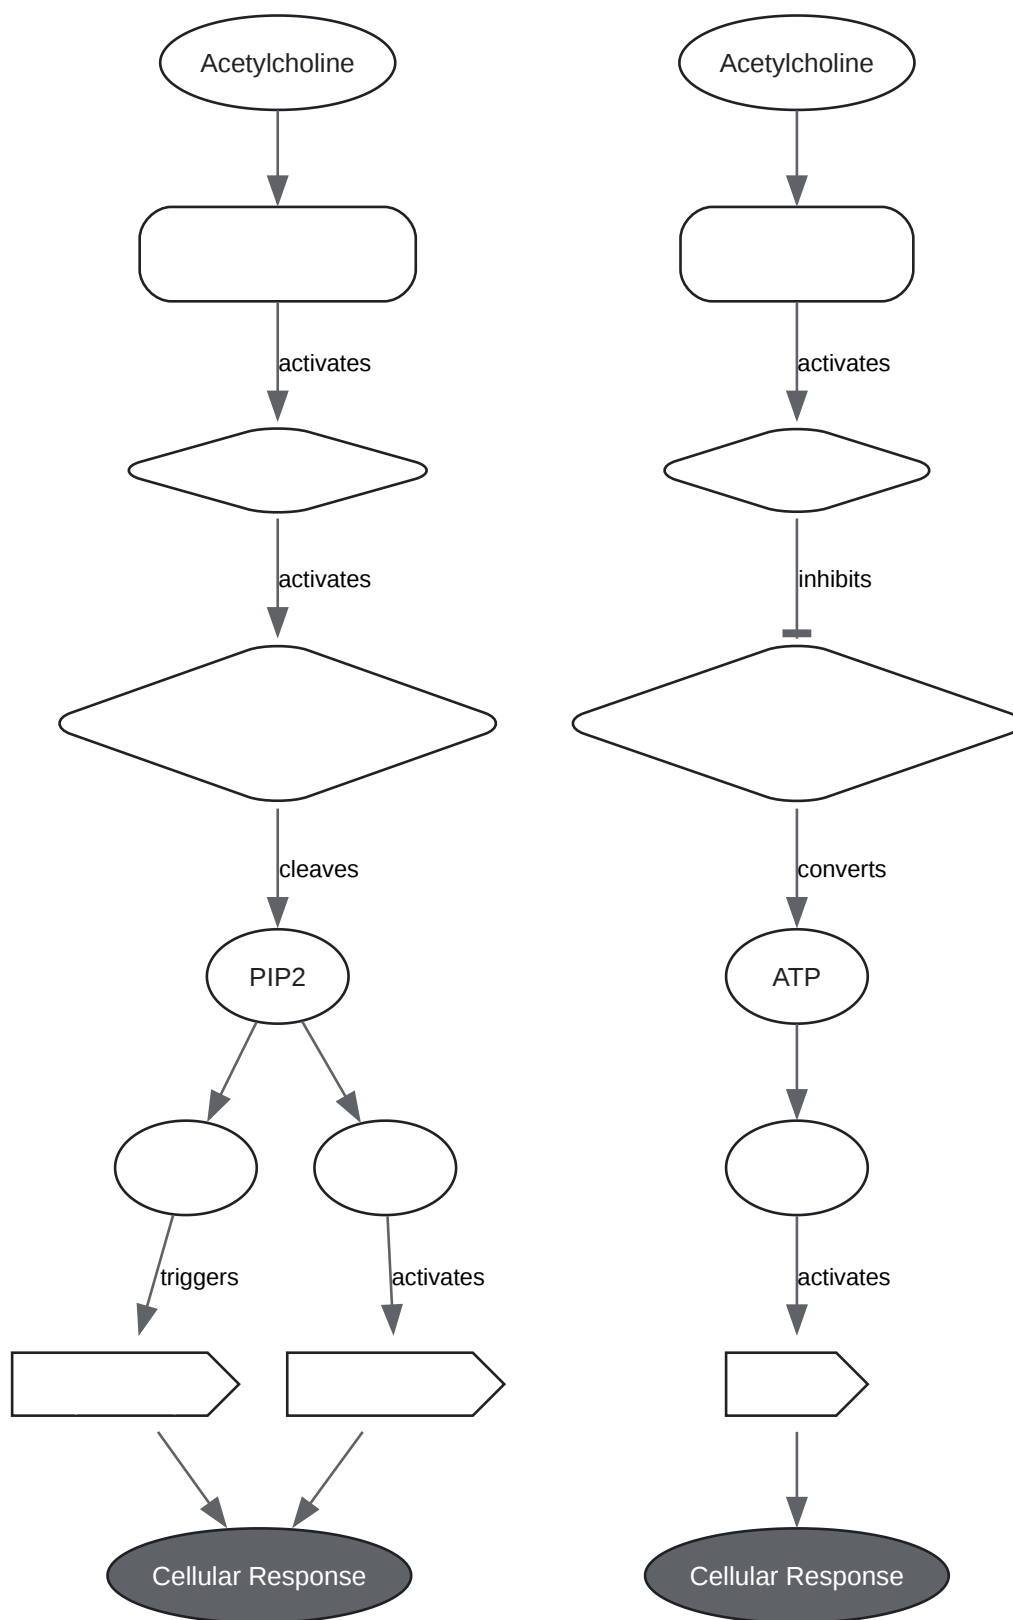 Acetylcholine
Acetylcholine
activates
activates
activates
inhibits
cleaves
converts
PIP2
ATP
triggers
activates
activates
Cellular Response
Cellular Response